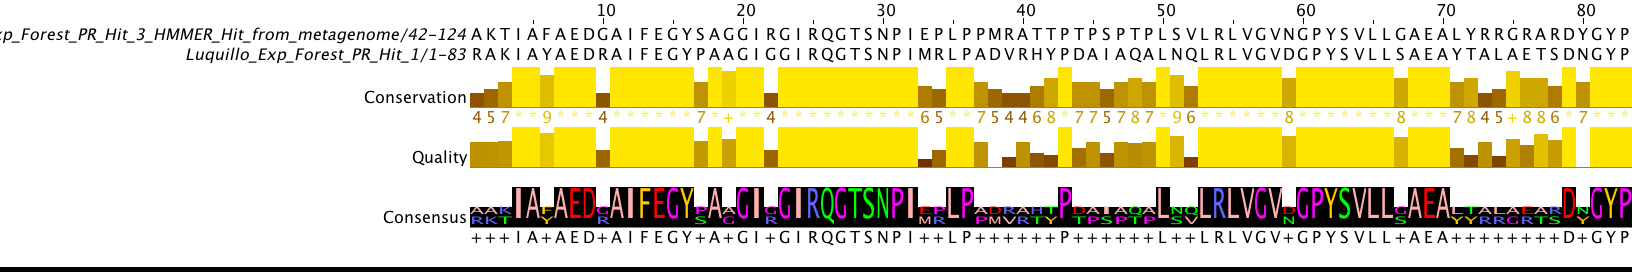 10 20 30 40 50 60 70 80
xp_Forest_PR_Hit_3_HMMER_Hit_from_metagenome/42-124 AKTIAFAEDGAIFEGYSAGGIRGIRQGTSNPIEPLPPMRATTPTPSPTPLSVLRLVGVNGPYSVLLGAEALYRRGRARDYGYP
Luquillo_Exp_Forest_PR_Hit_1/1-83 RAKIAYAEDRAIFEGYPAAGIGGIRQGTSNPIMRLPADVRHYPDAIAQALNQLRLVGVDGPYSVLLSAEAYTALAETSDNGYP
Conservation
457**9***4******7*+**4**********65**754468*775787*96******8*******8***7845+886*7***
Quality
Consensus
+++IA+AED+AIFEGY+A+GI+GIRQGTSNPI++LP++++++P++++++L++LRLVGV+GPYSVLL+AEA++++++++D+GYP